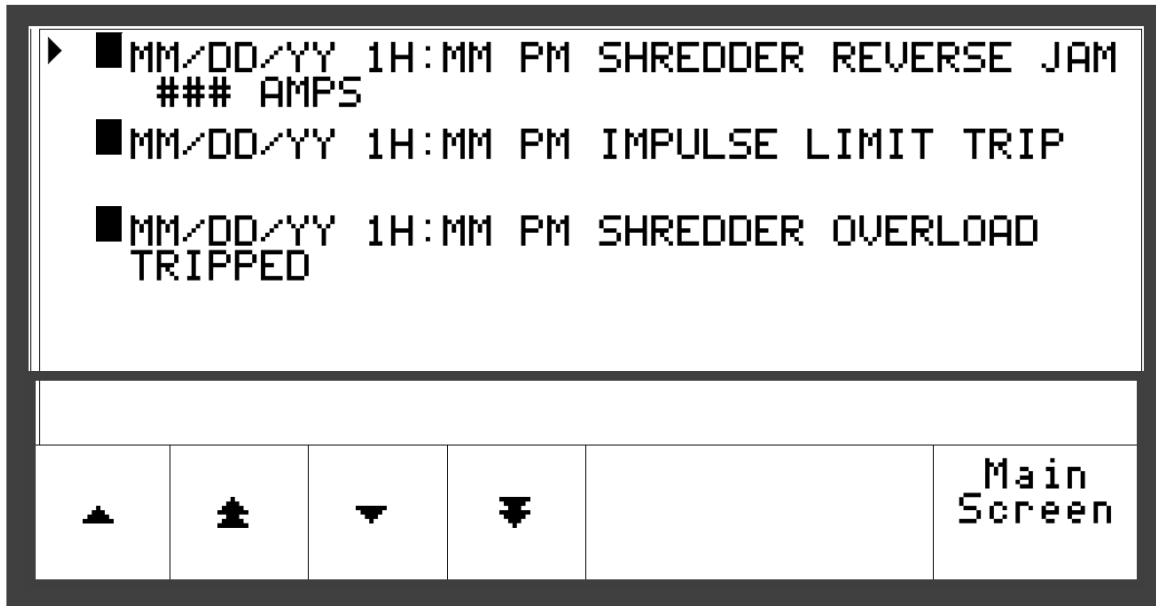 MM/DD/YY 1H:MM PM SHREDDER REVERSE JAM
### AMPS
MM/DD/YY 1H:MM PM IMPULSE LIMIT TRIP
MM/DD/YY 1H:MM PM SHREDDER OVERLOAD
TRIPPED
Main
Screen